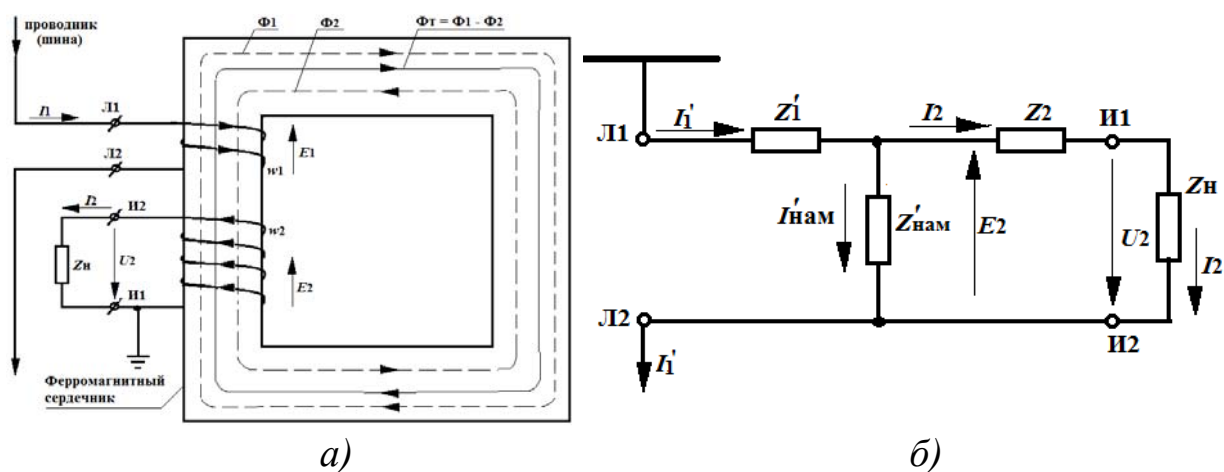 проводник
(шина)
Ф1
Ф2
Фт = Ф1 - Ф2
I1
Л1
Л2
E1
w1
I2
И2
w2
Zн
U2
И1
E2
Ферромагнитный
сердечник
а)
Л1
I1'
Z1'
I2
Z2
И1
I'нам
Z'нам
E2
U2
Zн
I2
Л2
I1'
И2
б)